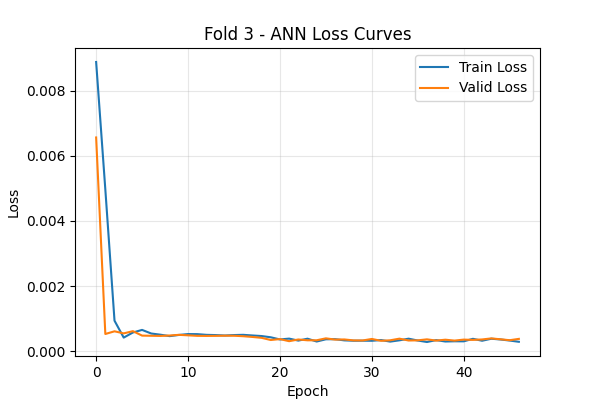 Fold 3 - ANN Loss Curves
Train Loss
Valid Loss
0.008
0.006
0.004
0.002
0.000
Loss
0 10 20 30 40
Epoch